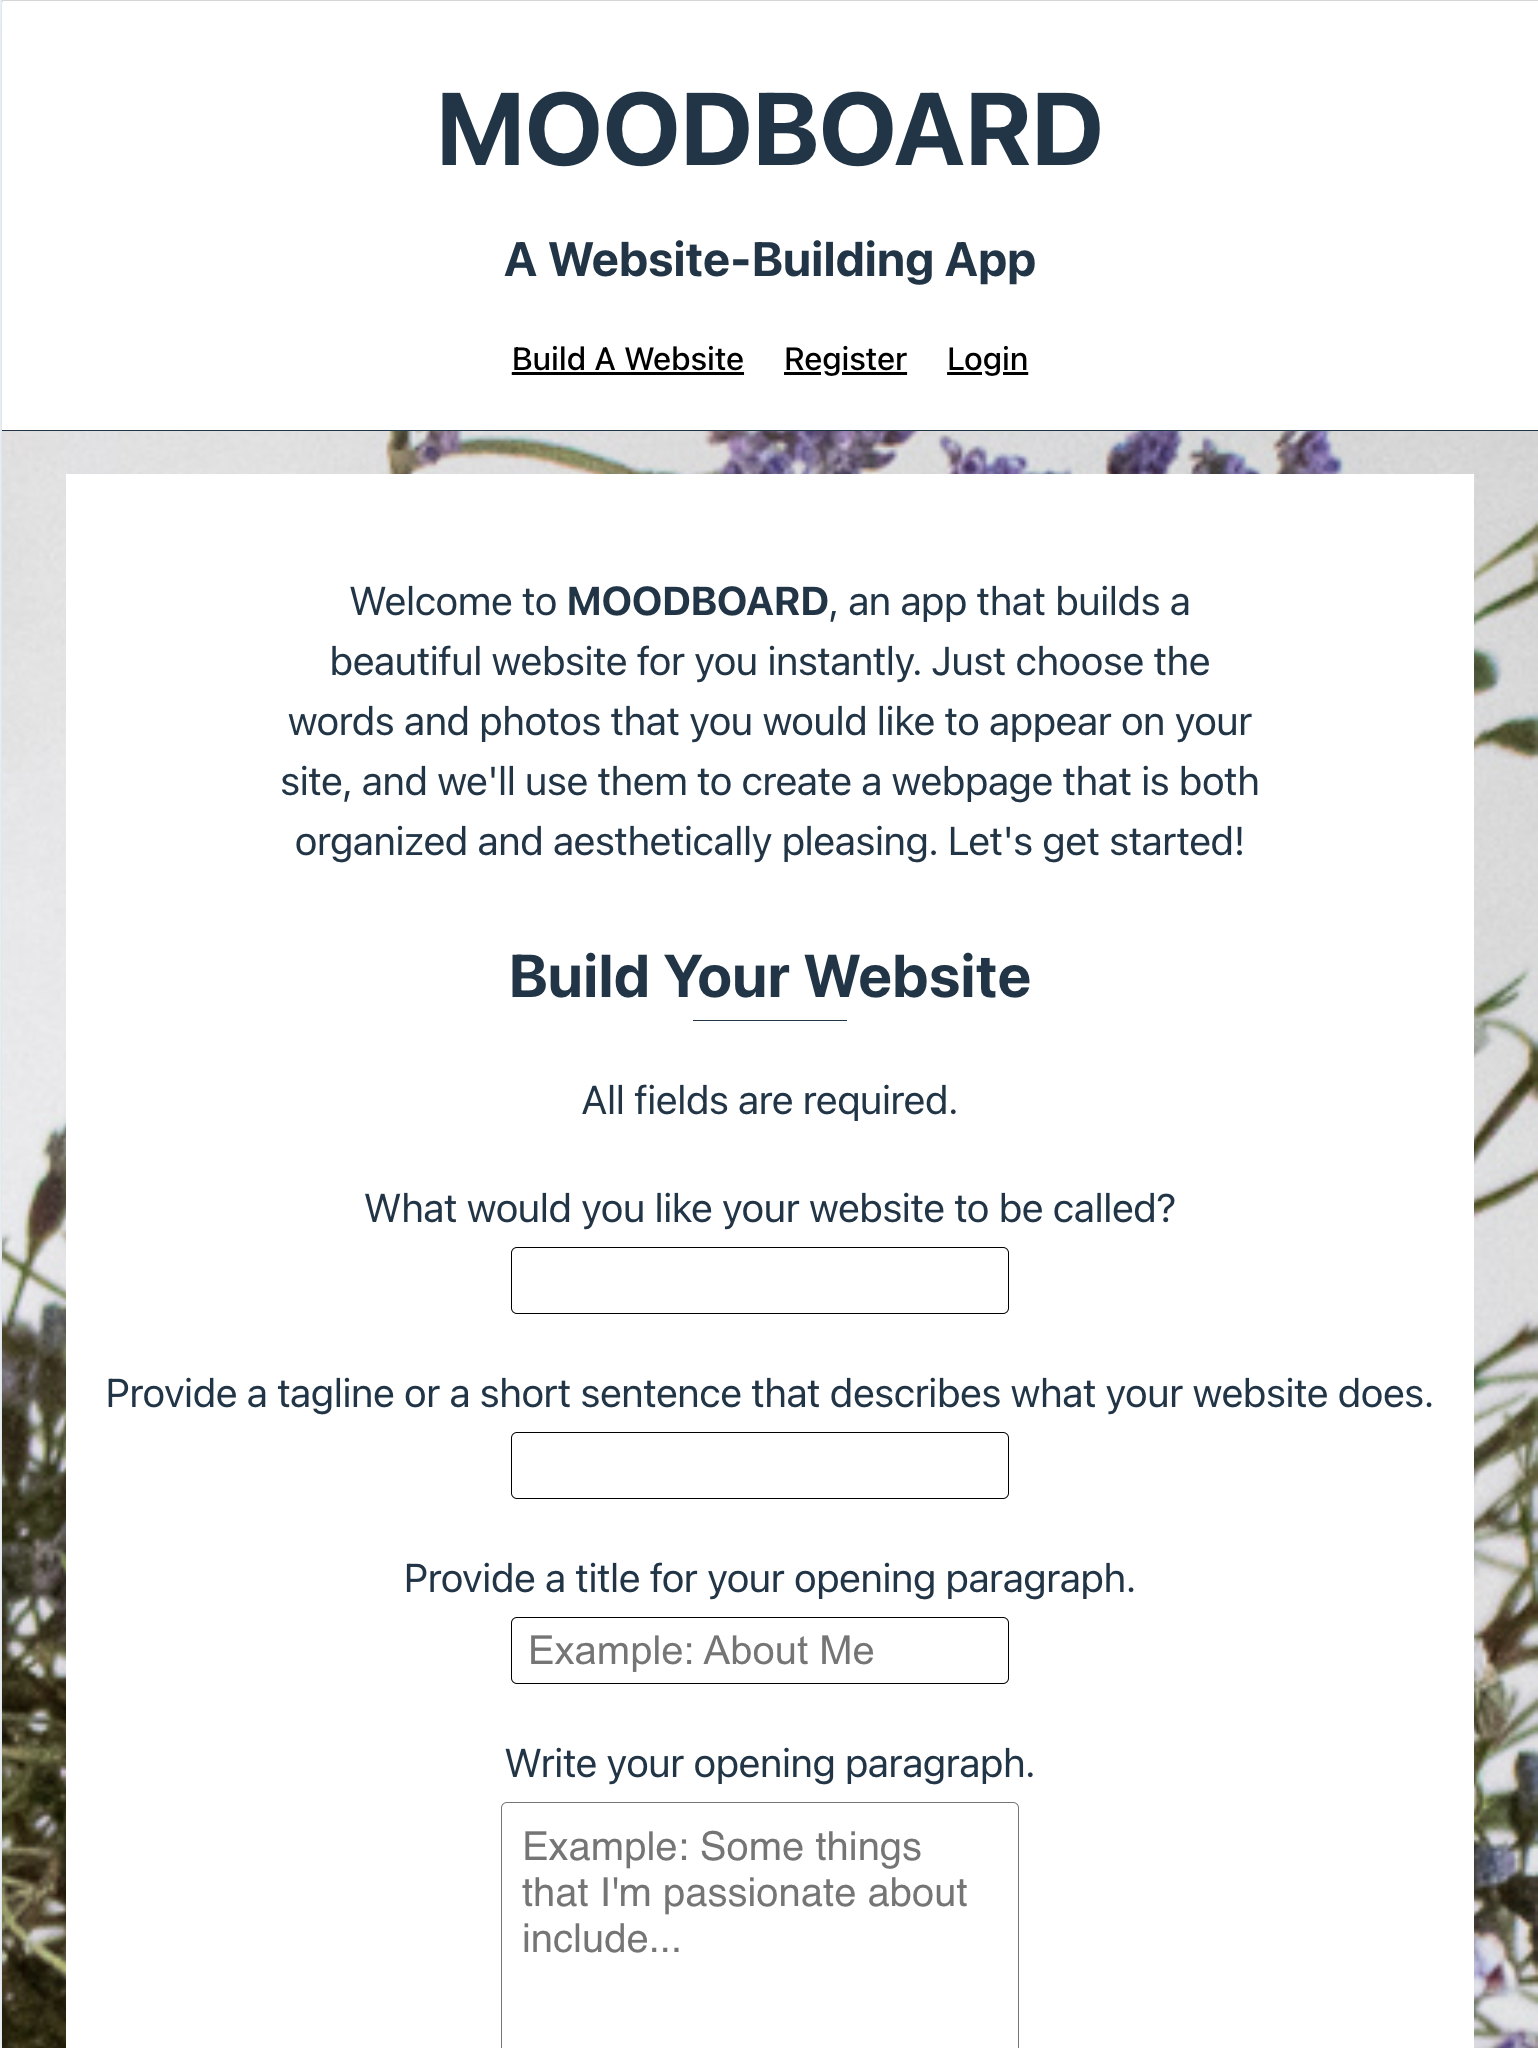 MOODBOARD
A Website-Building App
Build A Website Register Login
Welcome to MOODBOARD, an app that builds a
beautiful website for you instantly. Just choose the
words and photos that you would like to appear on your
site, and we'll use them to create a webpage that is both
organized and aesthetically pleasing. Let's get started!
Build Your Website
All fields are required.
What would you like your website to be called?
Provide a tagline or a short sentence that describes what your website does.
Provide a title for your opening paragraph.
Example: About Me
Write your opening paragraph.
Example: Some things
that I'm passionate about
include...